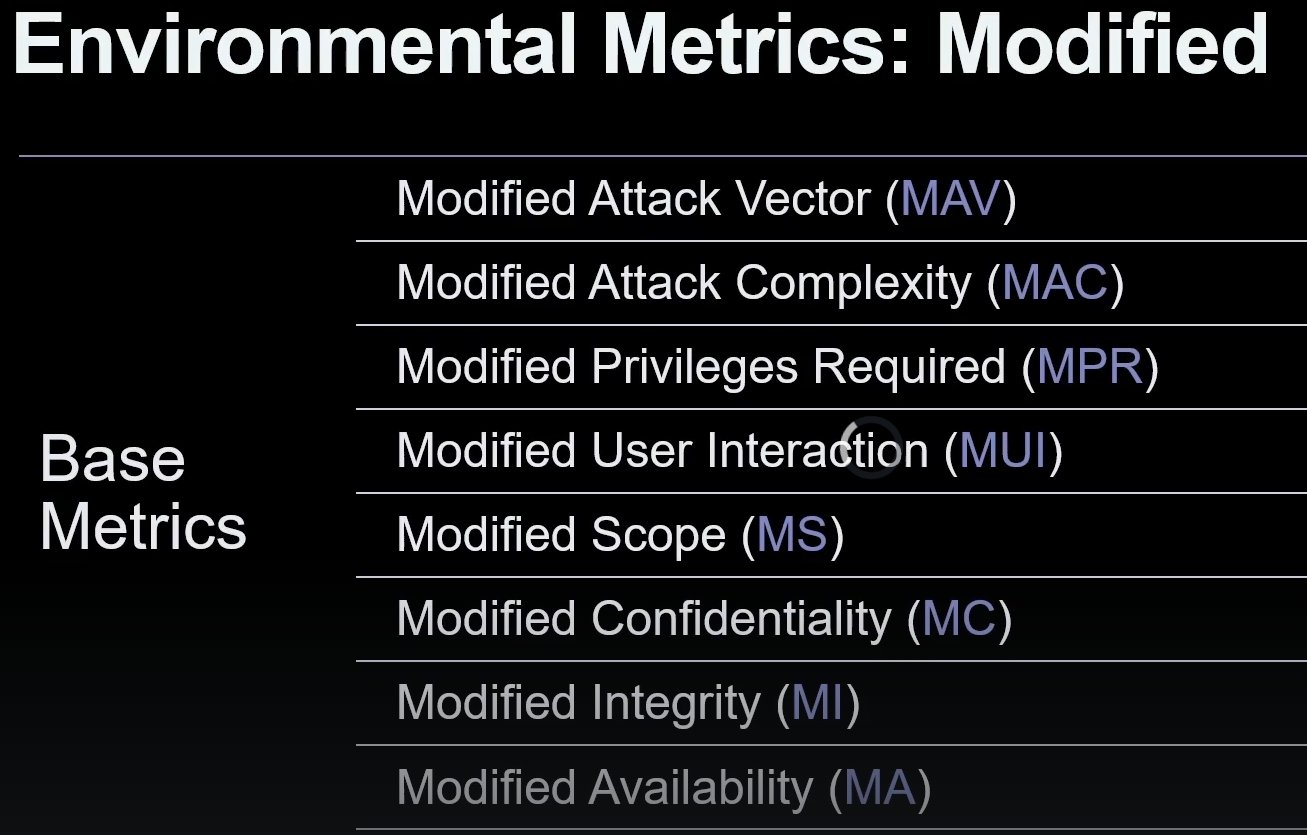 Environmental Metrics: Modified
Modified Attack Vector (MAV)
Modified Attack Complexity (MAC)
Modified Privileges Required (MPR)
Modified User Interaction (MUI)
Base
Metrics
Modified Scope (MS)
Modified Confidentiality (MC)
Modified Integrity (MI)
Modified Availability (MA)